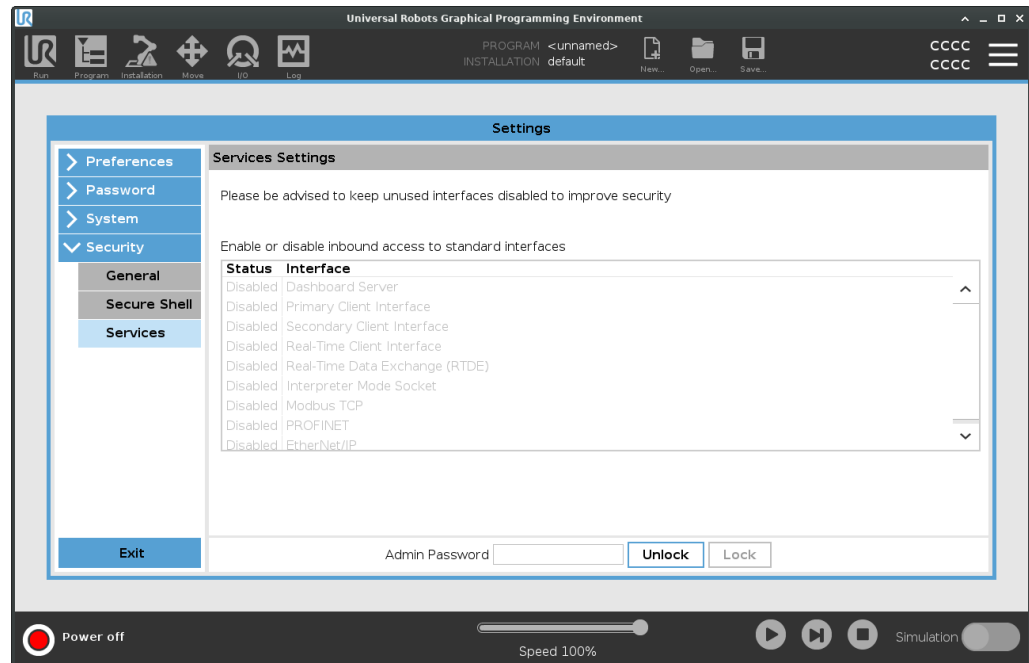 Universal Robots Graphical Programming Environment
UR
Run
Program
Installation
Move
I/O
Log
PROGRAM <unnamed>
INSTALLATION default
New...
Open...
Save...
CCCC
CCCC
Settings
Preferences
Password
System
Security
General
Secure Shell
Services
Exit
Services Settings
Please be advised to keep unused interfaces disabled to improve security
Enable or disable inbound access to standard interfaces
Status Interface
Disabled Dashboard Server
Disabled Primary Client Interface
Disabled Secondary Client Interface
Disabled Real-Time Client Interface
Disabled Real-Time Data Exchange (RTDE)
Disabled Interpreter Mode Socket
Disabled Modbus TCP
Disabled PROFINET
Disabled EtherNet/IP
Admin Password
Unlock
Lock
Power off
Speed 100%
Simulation